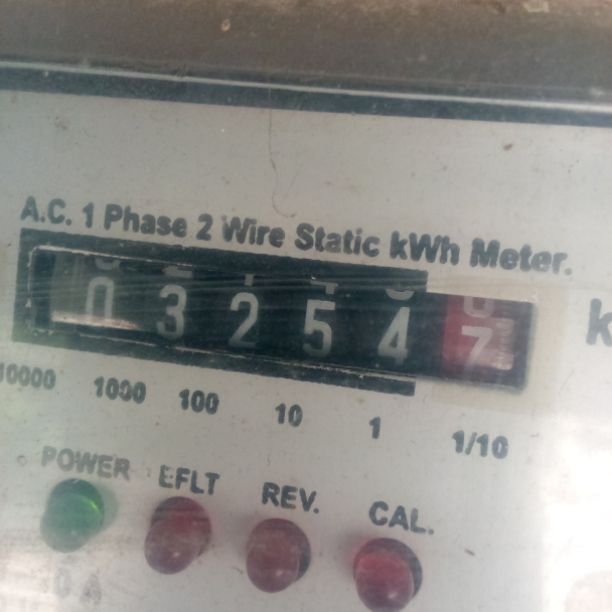 A.C. 1 Phase 2 Wire Static kWh Meter.
0 3 2 5 4 7
k
10000 1000 100 10 1 1/10
POWER EFLT REV. CAL.